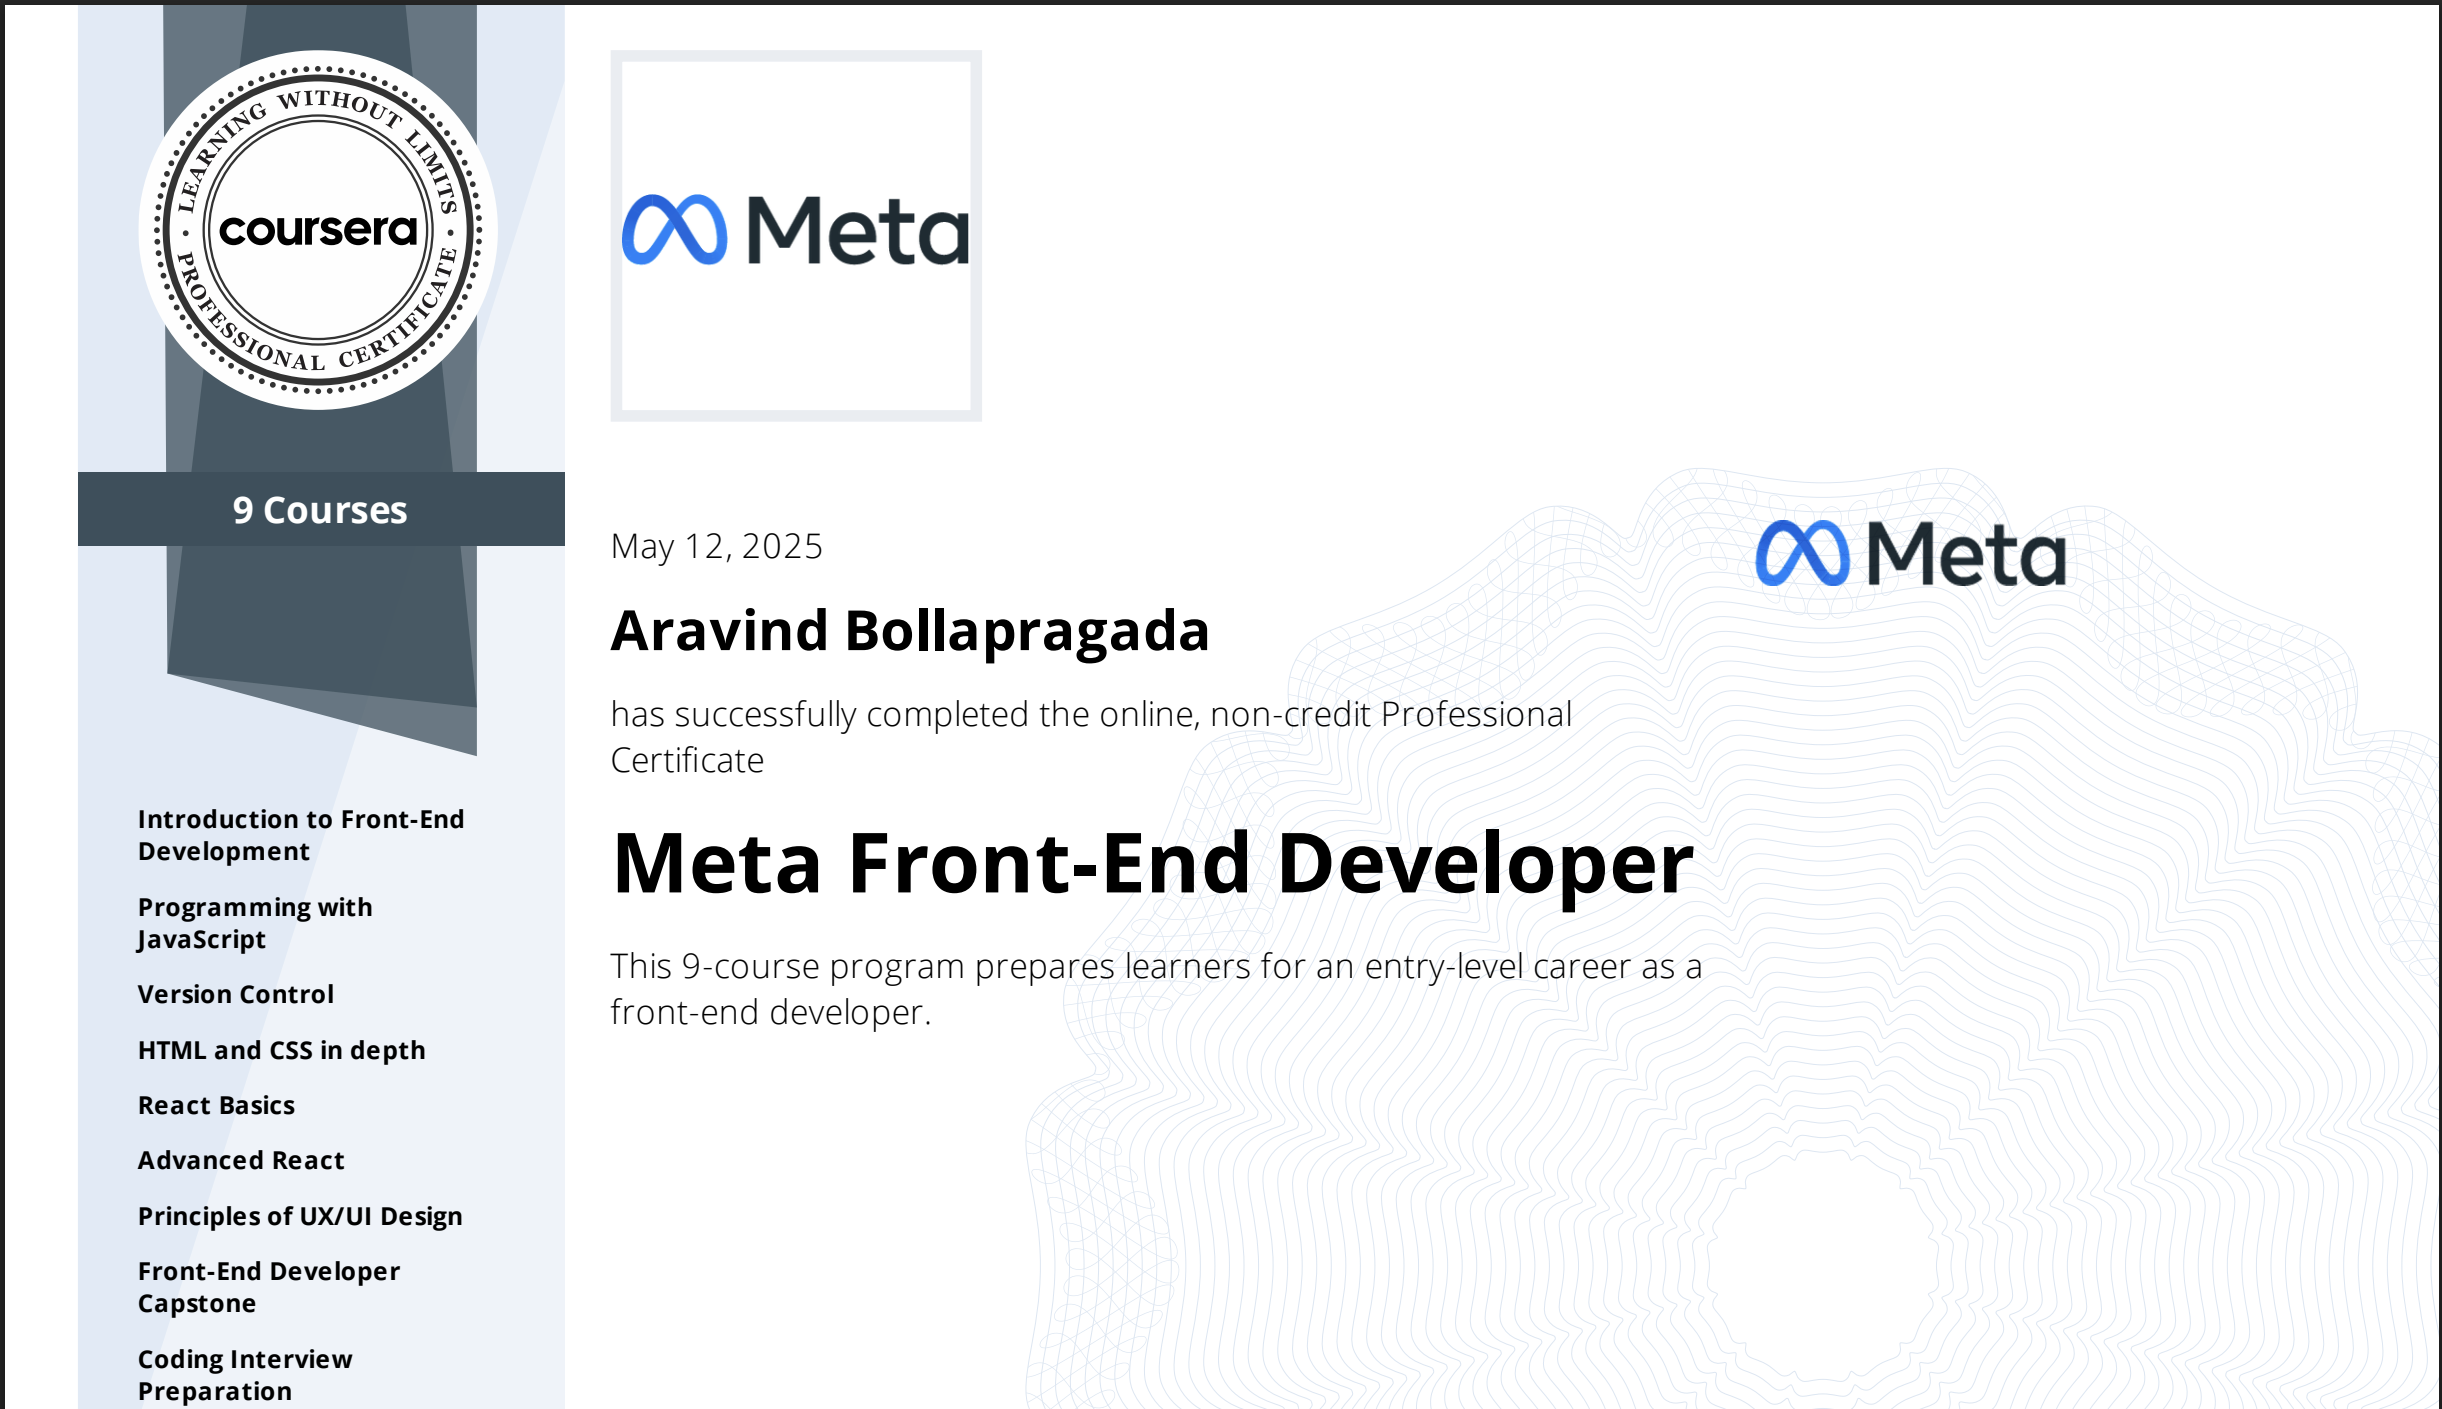 LEARNING WITHOUT LIMITS
coursera
PROFESSIONAL CERTIFICATE
9 Courses
Introduction to Front-End
Development
Programming with
JavaScript
Version Control
HTML and CSS in depth
React Basics
Advanced React
Principles of UX/UI Design
Front-End Developer
Capstone
Coding Interview
Preparation
Meta
May 12, 2025
Meta
Aravind Bollapragada
has successfully completed the online, non-credit Professional
Certificate
Meta Front-End Developer
This 9-course program prepares learners for an entry-level career as a
front-end developer.